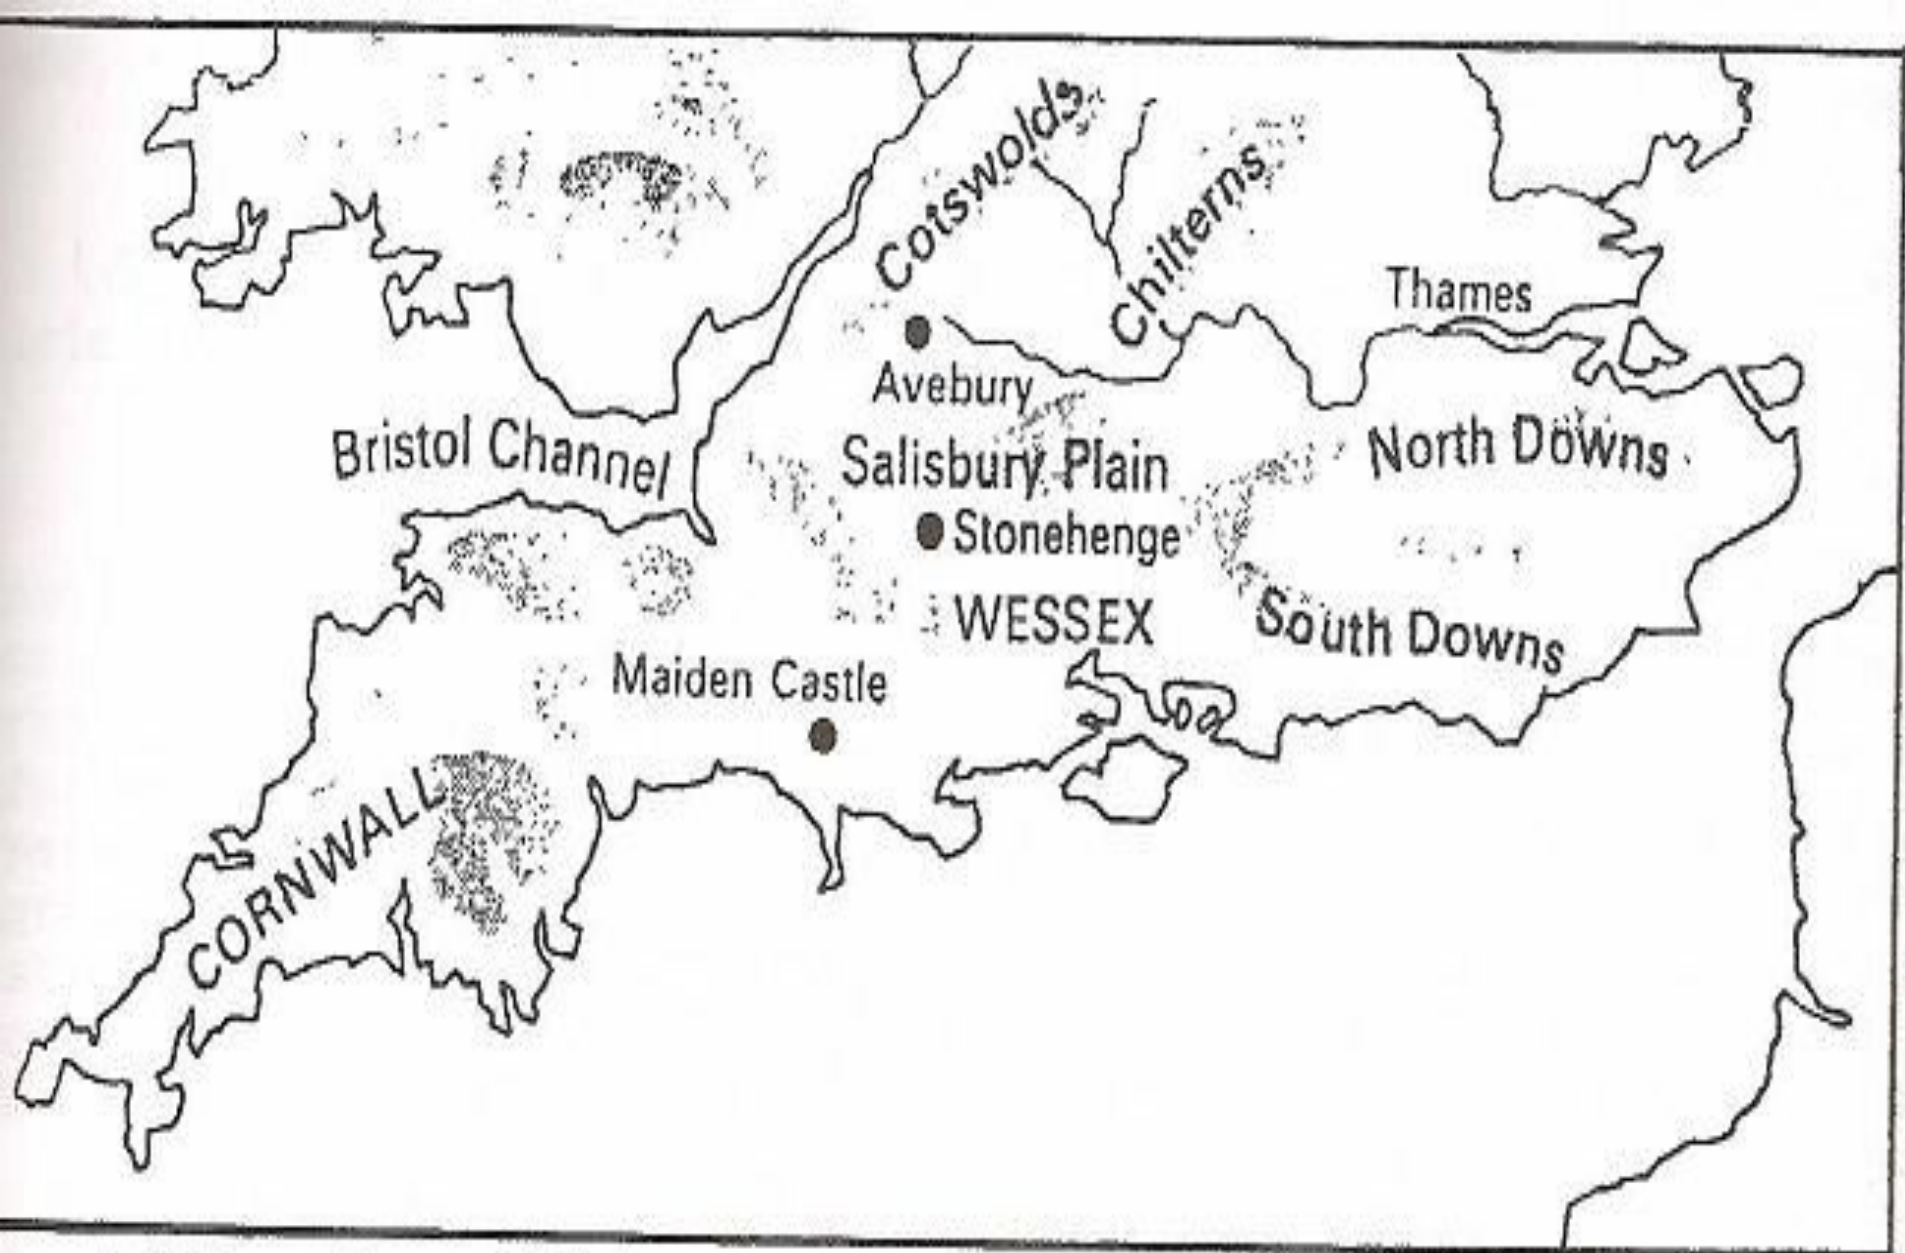 Cotswolds
Chilterns
Thames
Avebury
Bristol Channel
Salisbury Plain
North Downs
Stonehenge
WESSEX
South Downs
Maiden Castle
CORNWALL